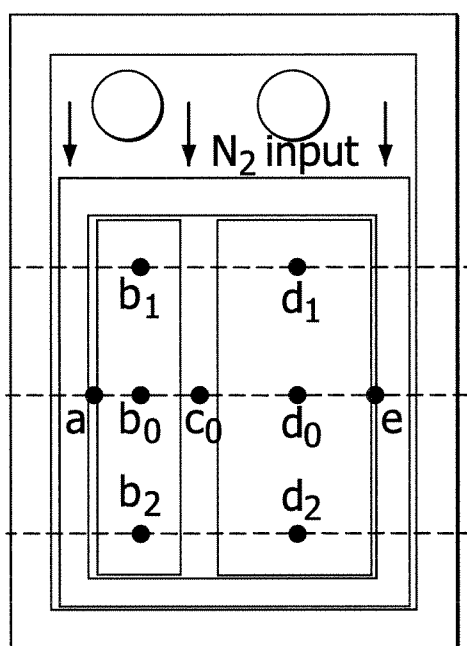 N₂ input
b₁ d₁
a b₀ c₀ d₀ e
b₂ d₂